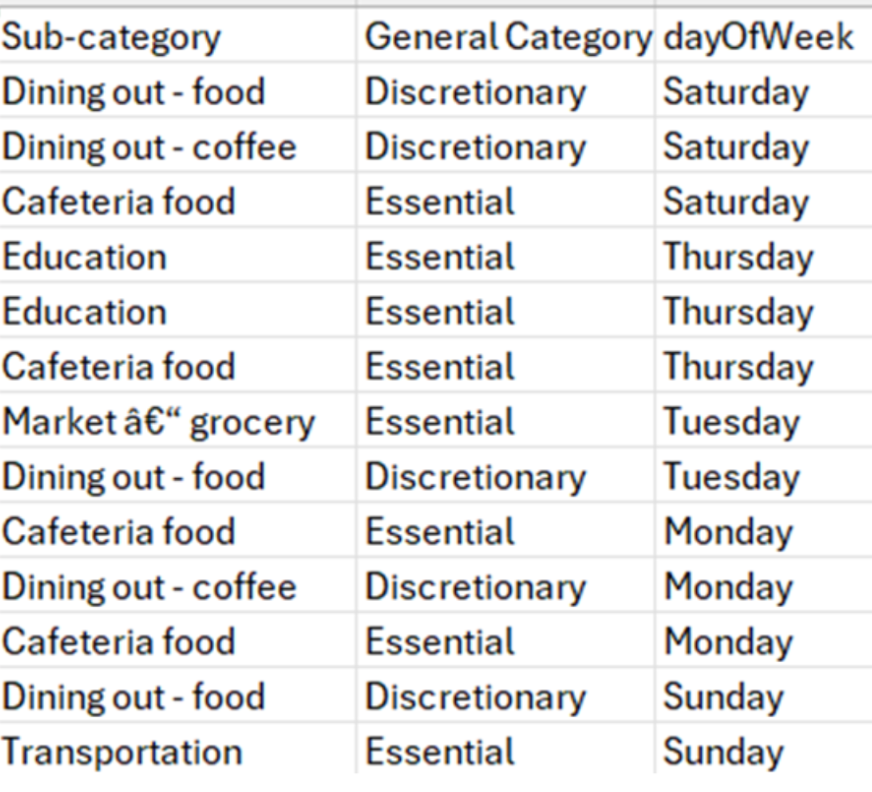 Sub-category General Category dayOfWeek
Dining out - food Discretionary Saturday
Dining out - coffee Discretionary Saturday
Cafeteria food Essential Saturday
Education Essential Thursday
Education Essential Thursday
Cafeteria food Essential Thursday
Market â€“ grocery Essential Tuesday
Dining out - food Discretionary Tuesday
Cafeteria food Essential Monday
Dining out - coffee Discretionary Monday
Cafeteria food Essential Monday
Dining out - food Discretionary Sunday
Transportation Essential Sunday